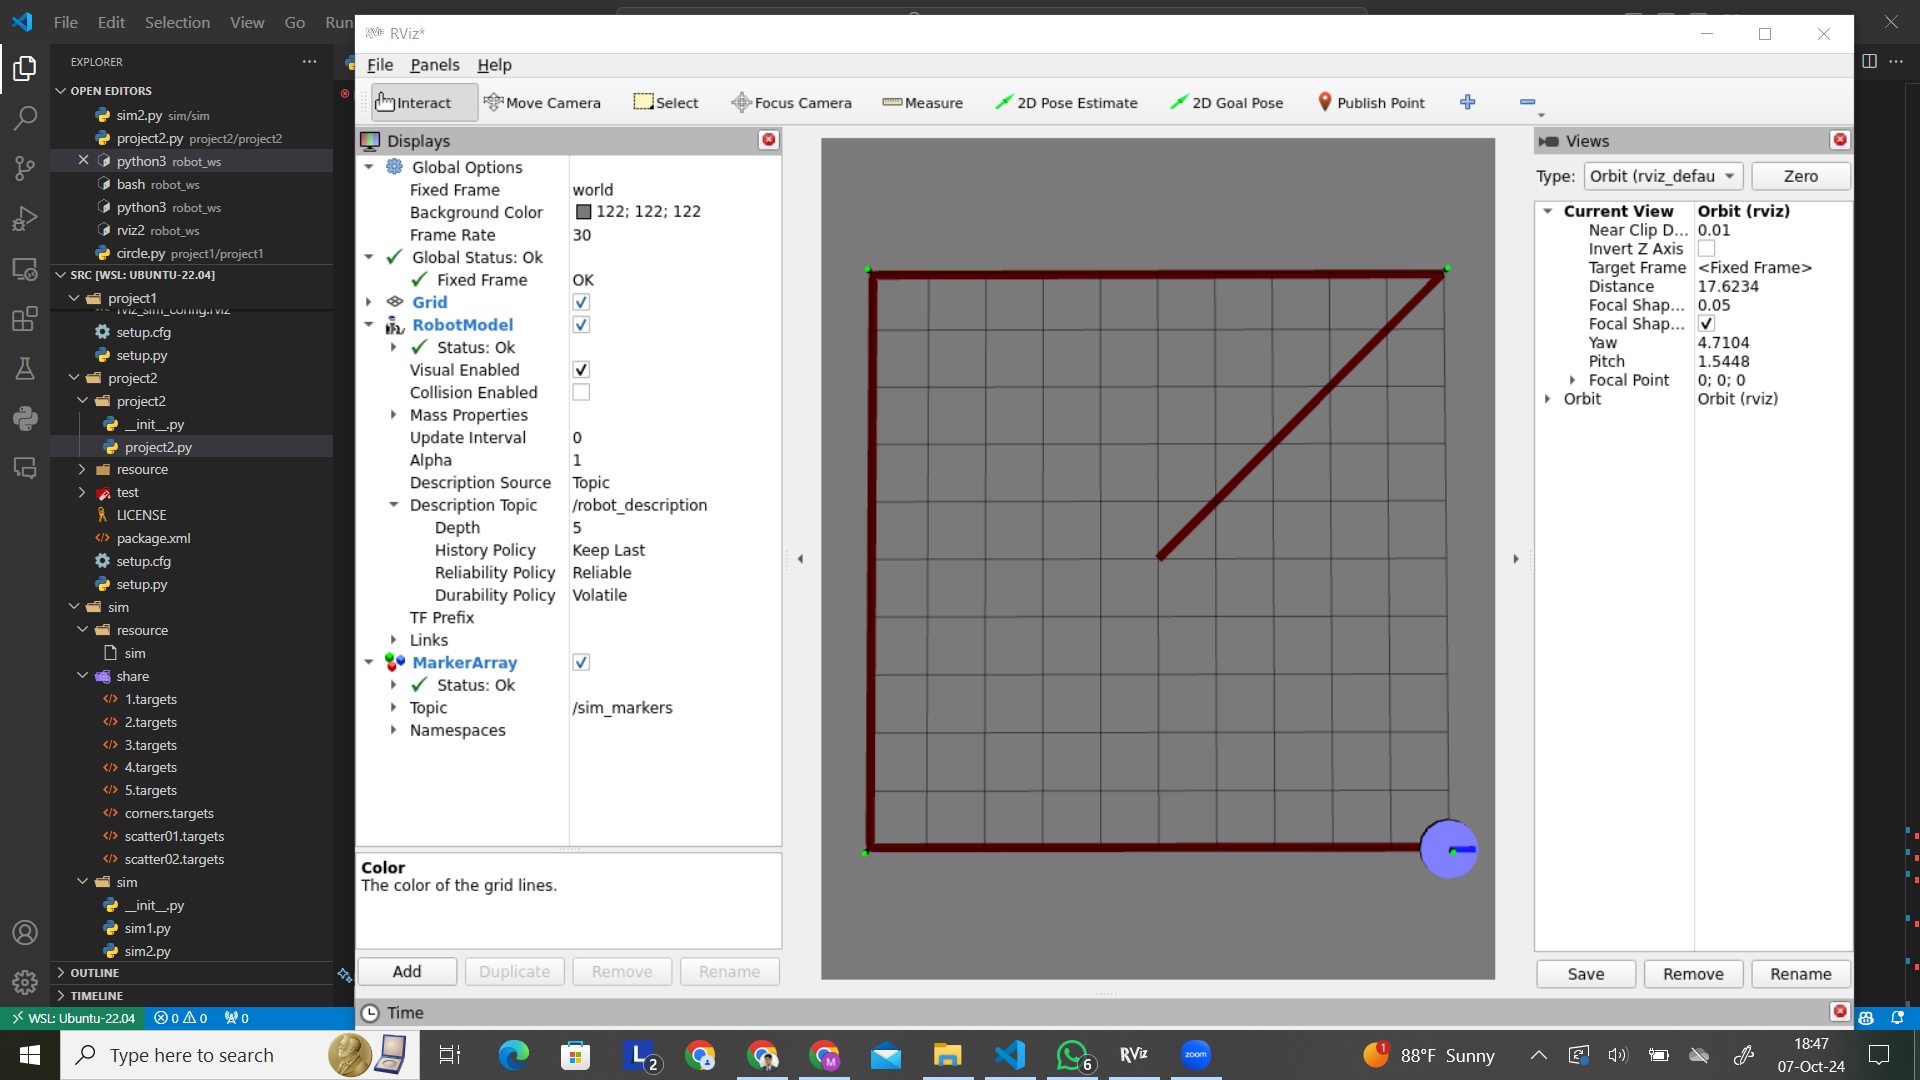 File Edit Selection View Go Run
RViz*
EXPLORER
OPEN EDITORS
sim2.py sim/sim
project2.py project2/project2
python3 robot_ws
bash robot_ws
python3 robot_ws
rviz2 robot_ws
circle.py project1/project1
SRC [WSL: UBUNTU-22.04]
project1
rviz_sim_config.rviz
setup.cfg
setup.py
project2
project2
__init__.py
project2.py
resource
test
LICENSE
package.xml
setup.cfg
setup.py
sim
resource
sim
share
1.targets
2.targets
3.targets
4.targets
5.targets
corners.targets
scatter01.targets
scatter02.targets
sim
__init__.py
sim1.py
sim2.py
OUTLINE
TIMELINE
WSL: Ubuntu-22.04 0 0 0
File Panels Help
Interact Move Camera Select Focus Camera Measure 2D Pose Estimate 2D Goal Pose Publish Point
Displays
Global Options
Fixed Frame world
Background Color 122; 122; 122
Frame Rate 30
Global Status: Ok
Fixed Frame OK
Grid
RobotModel
Status: Ok
Visual Enabled
Collision Enabled
Mass Properties
Update Interval 0
Alpha 1
Description Source Topic
Description Topic /robot_description
Depth 5
History Policy Keep Last
Reliability Policy Reliable
Durability Policy Volatile
TF Prefix
Links
MarkerArray
Status: Ok
Topic /sim_markers
Namespaces
Color
The color of the grid lines.
Add Duplicate Remove Rename
Views
Type: Orbit (rviz_defau Zero
Current View Orbit (rviz)
Near Clip D... 0.01
Invert Z Axis
Target Frame <Fixed Frame>
Distance 17.6234
Focal Shap... 0.05
Focal Shap...
Yaw 4.7104
Pitch 1.5448
Focal Point 0; 0; 0
Orbit Orbit (rviz)
Save Remove Rename
Time
Type here to search
L 2
6
RViz
zoom
1
88°F Sunny
18:47
07-Oct-24